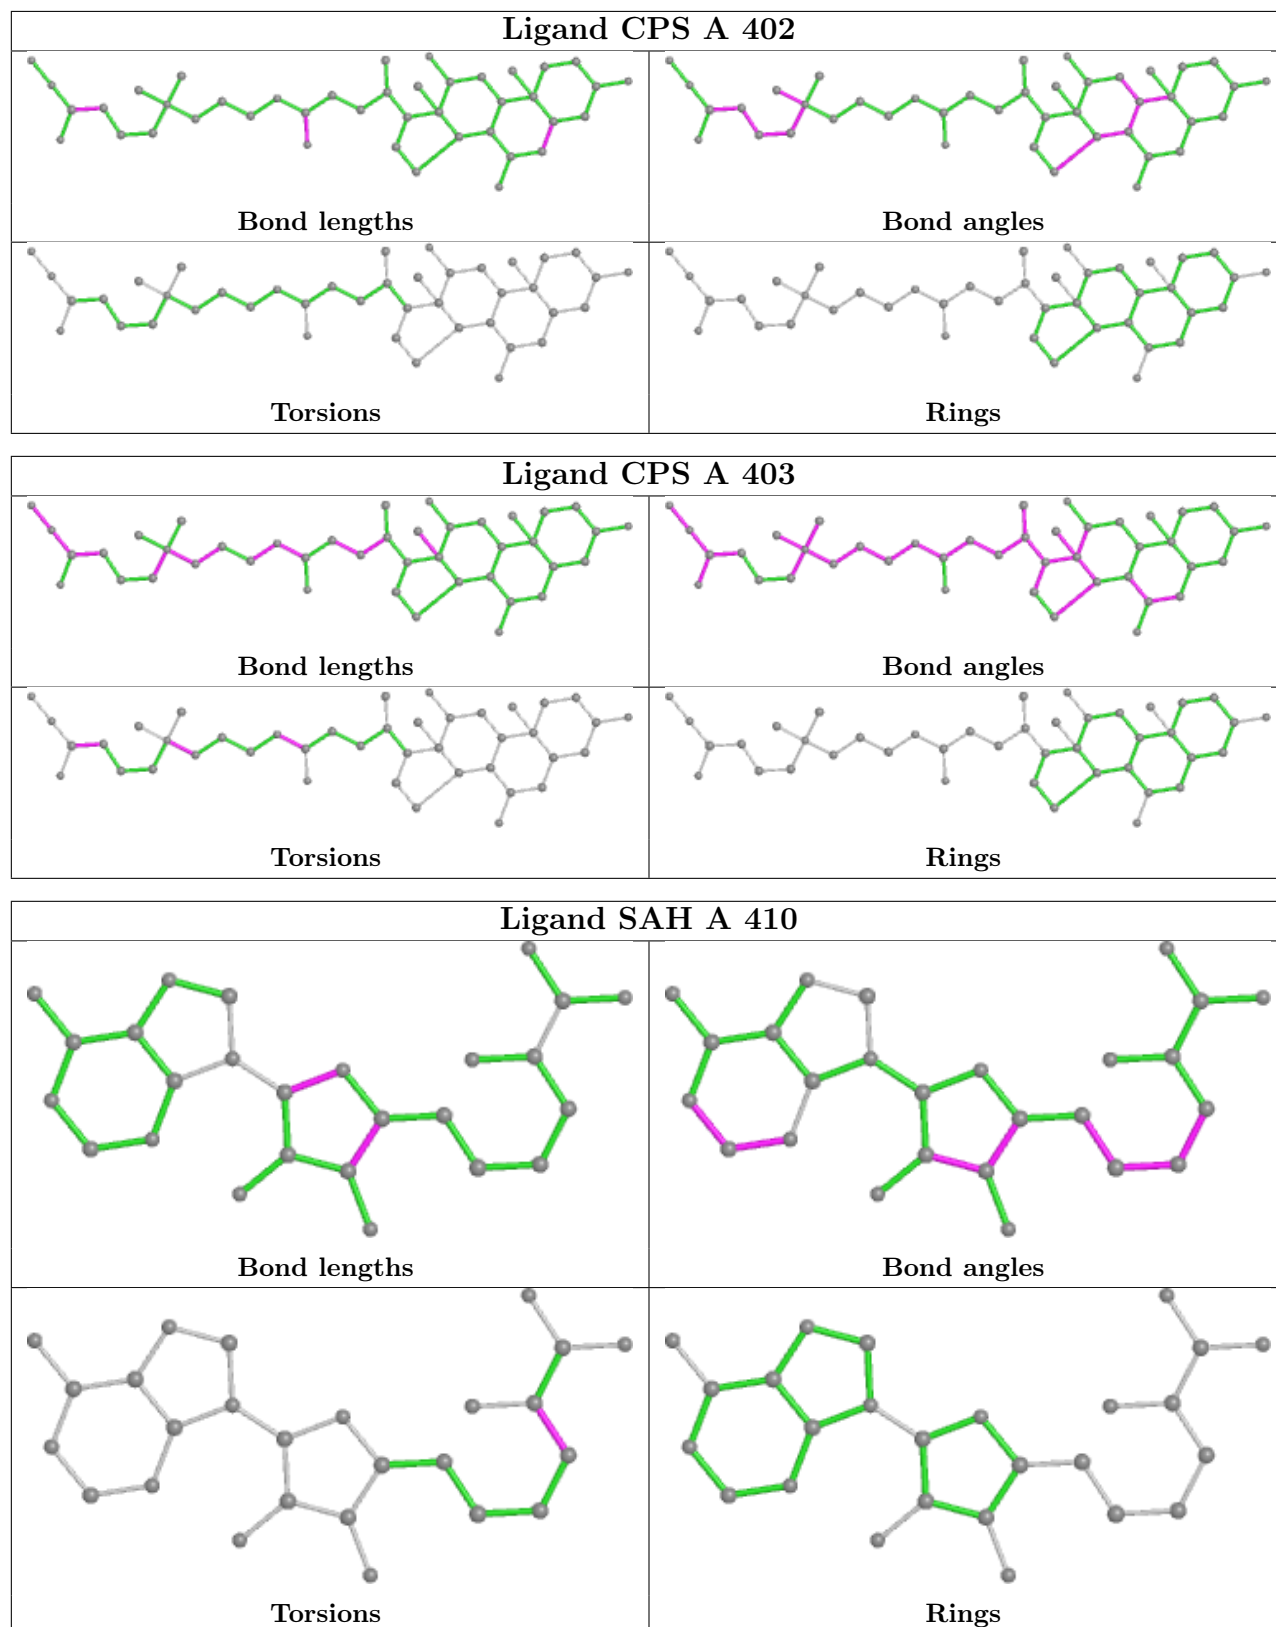 Ligand CPS A 402
Bond lengths
Bond angles
Torsions
Rings
Ligand CPS A 403
Bond lengths
Bond angles
Torsions
Rings
Ligand SAH A 410
Bond lengths
Bond angles
Torsions
Rings